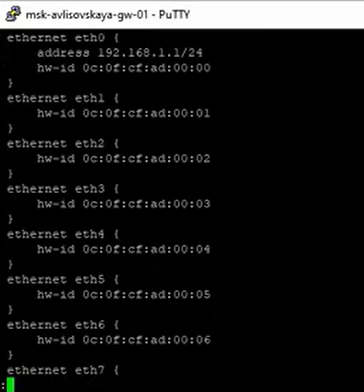 msk-avlisovskaya-gw-01 - PuTTY
ethernet eth0 {
address 192.168.1.1/24
hw-id 0c:0f:cf:ad:00:00
}
ethernet eth1 {
hw-id 0c:0f:cf:ad:00:01
}
ethernet eth2 {
hw-id 0c:0f:cf:ad:00:02
}
ethernet eth3 {
hw-id 0c:0f:cf:ad:00:03
}
ethernet eth4 {
hw-id 0c:0f:cf:ad:00:04
}
ethernet eth5 {
hw-id 0c:0f:cf:ad:00:05
}
ethernet eth6 {
hw-id 0c:0f:cf:ad:00:06
}
ethernet eth7 {
: